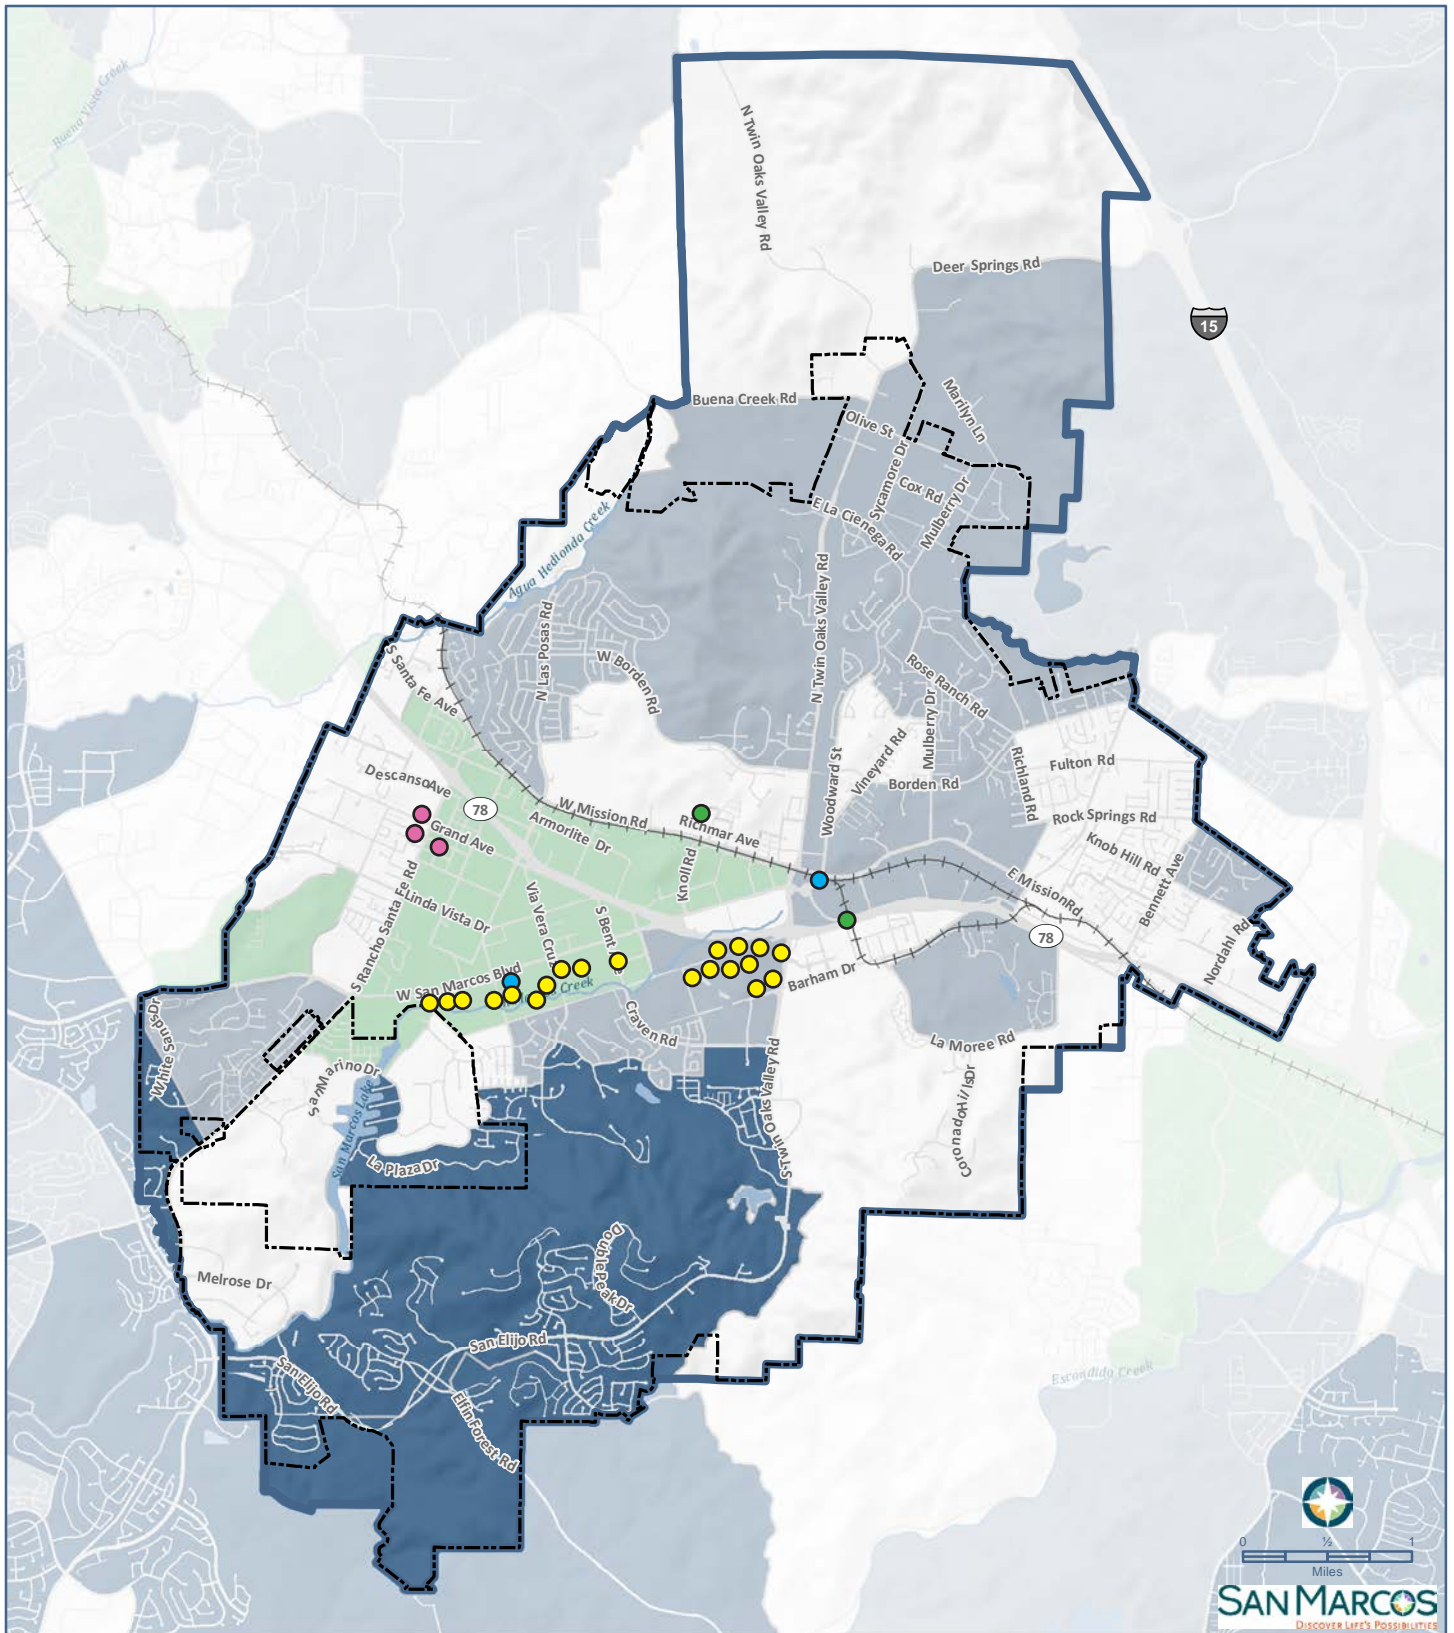 Buena Vista Creek
N Twin Oaks Valley Rd
Deer Springs Rd
15
Buena Creek Rd
Marilyn Ln
Olive St
Sycamore Dr
Cox Rd
Mulberry Dr
E La Cienega Rd
Agua Hedionda Creek
N Las Posas Rd
N Twin Oaks Valley Rd
S Santa Fe Ave
W Borden Rd
Rose Ranch Rd
Mulberry Dr
Vineyard Rd
Woodward St
Borden Rd
Richland Rd
Fulton Rd
Descanso Ave
78
W Mission Rd
Richmar Ave
Rock Springs Rd
Grand Ave
Armorlite Dr
Knob Hill Rd
Knoll Rd
Bennett Ave
E Mission Rd
Linda Vista Dr
Via Vera Cruz
S Bent
S Rancho Santa Fe Rd
78
Nordahl Rd
W San Marcos Blvd
Barham Dr
Creek
White Sands Dr
Craven Rd
La Moree Rd
San Marino Dr
San Marcos Lake
S Twin Oaks Valley Rd
Coronado Hills Dr
La Plaza Dr
Double Peak Dr
Melrose Dr
San Elijo Rd
San Elijo Rd
Elfin Forest Rd
Escondido Creek
0 ½ 1
Miles
SAN MARCOS
DISCOVER LIFE'S POSSIBILITIES